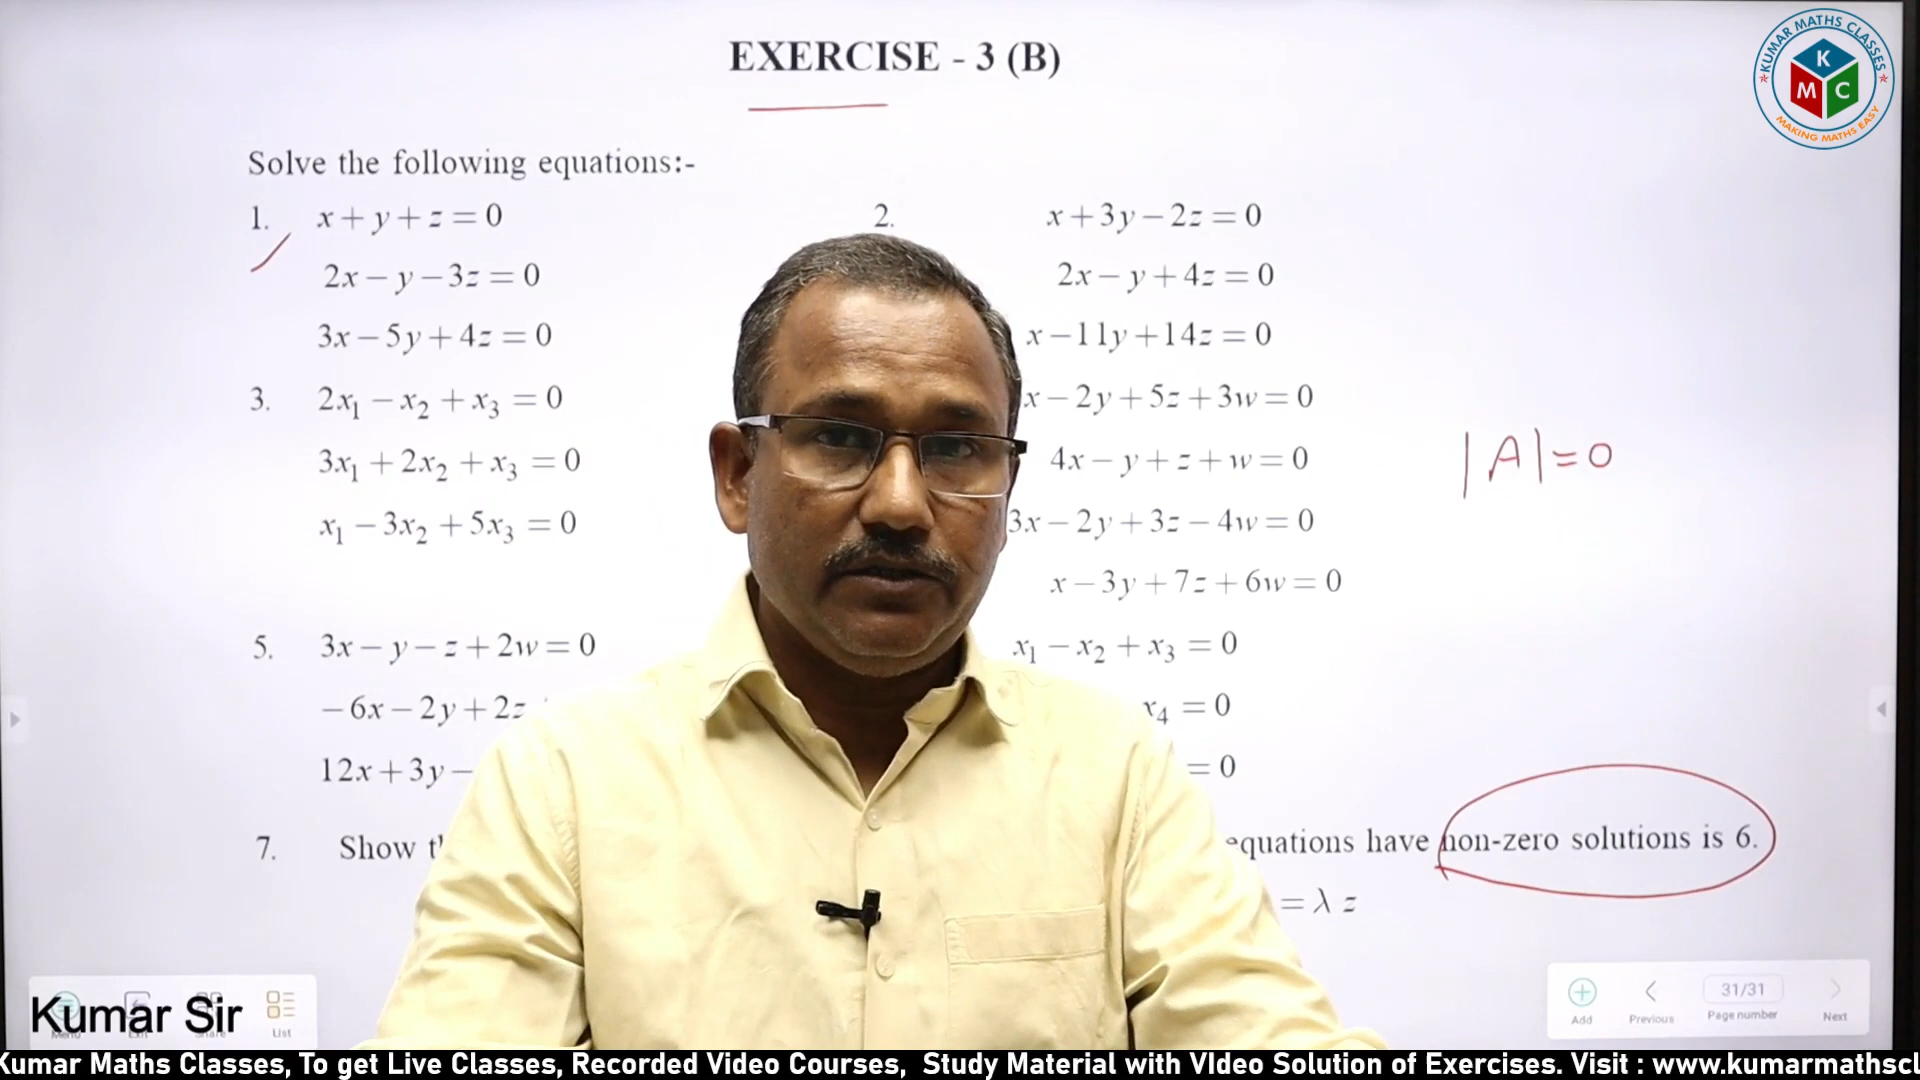 EXERCISE - 3 (B)
KUMAR MATHS CLASSES
K
M C
MAKING MATHS EASY
Solve the following equations:-
1. x + y + z = 0
2x − y − 3z = 0
3x − 5y + 4z = 0
2. x + 3y − 2z = 0
2x − y + 4z = 0
x − 11y + 14z = 0
3. 2x₁ − x₂ + x₃ = 0
3x₁ + 2x₂ + x₃ = 0
x₁ − 3x₂ + 5x₃ = 0
x − 2y + 5z + 3w = 0
4x − y + z + w = 0
3x − 2y + 3z − 4w = 0
x − 3y + 7z + 6w = 0
|A| = 0
5. 3x − y − z + 2w = 0
− 6x − 2y + 2z
12x + 3y −
x₁ − x₂ + x₃ = 0
x₄ = 0
= 0
7. Show equations have non-zero solutions is 6.
= λ z
Kumar Sir
List
Add
Previous
31/31
Page number
Next
Kumar Maths Classes, To get Live Classes, Recorded Video Courses, Study Material with VIdeo Solution of Exercises. Visit : www.kumarmathscl